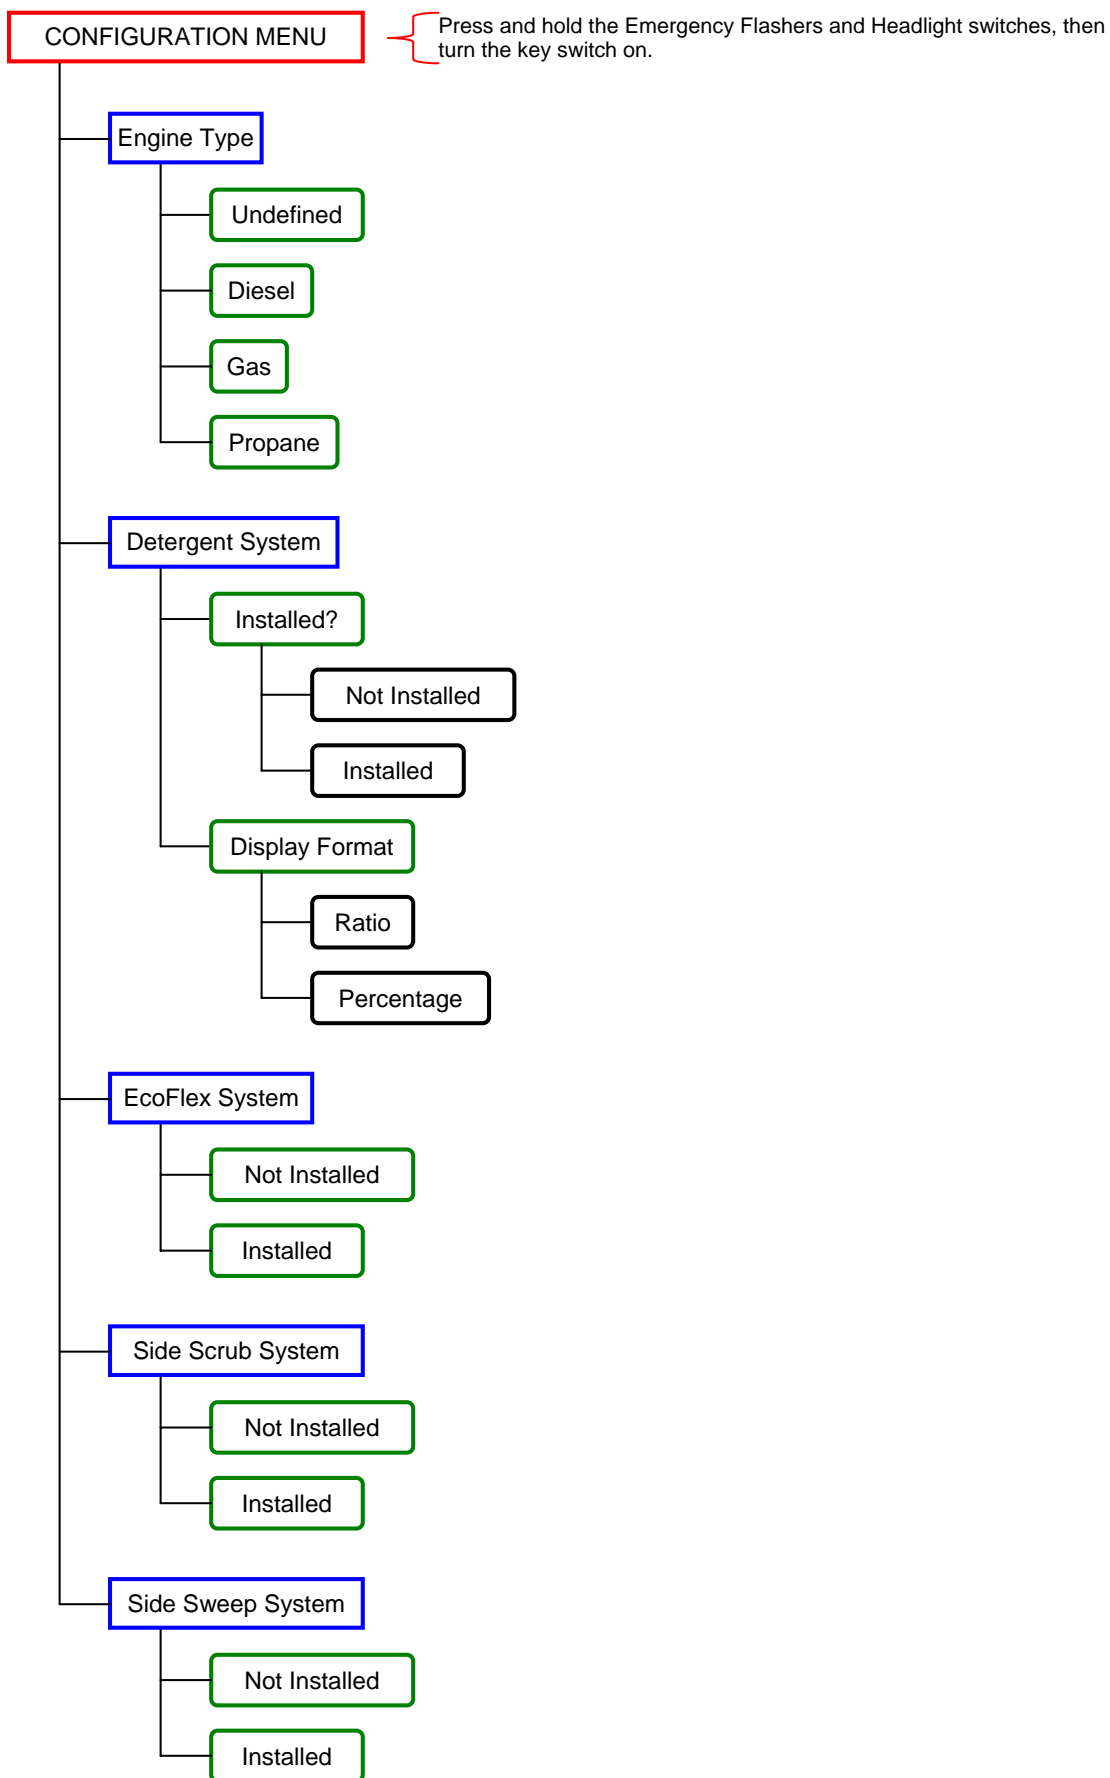 CONFIGURATION MENU
Press and hold the Emergency Flashers and Headlight switches, then
turn the key switch on.
Engine Type
Undefined
Diesel
Gas
Propane
Detergent System
Installed?
Not Installed
Installed
Display Format
Ratio
Percentage
EcoFlex System
Not Installed
Installed
Side Scrub System
Not Installed
Installed
Side Sweep System
Not Installed
Installed